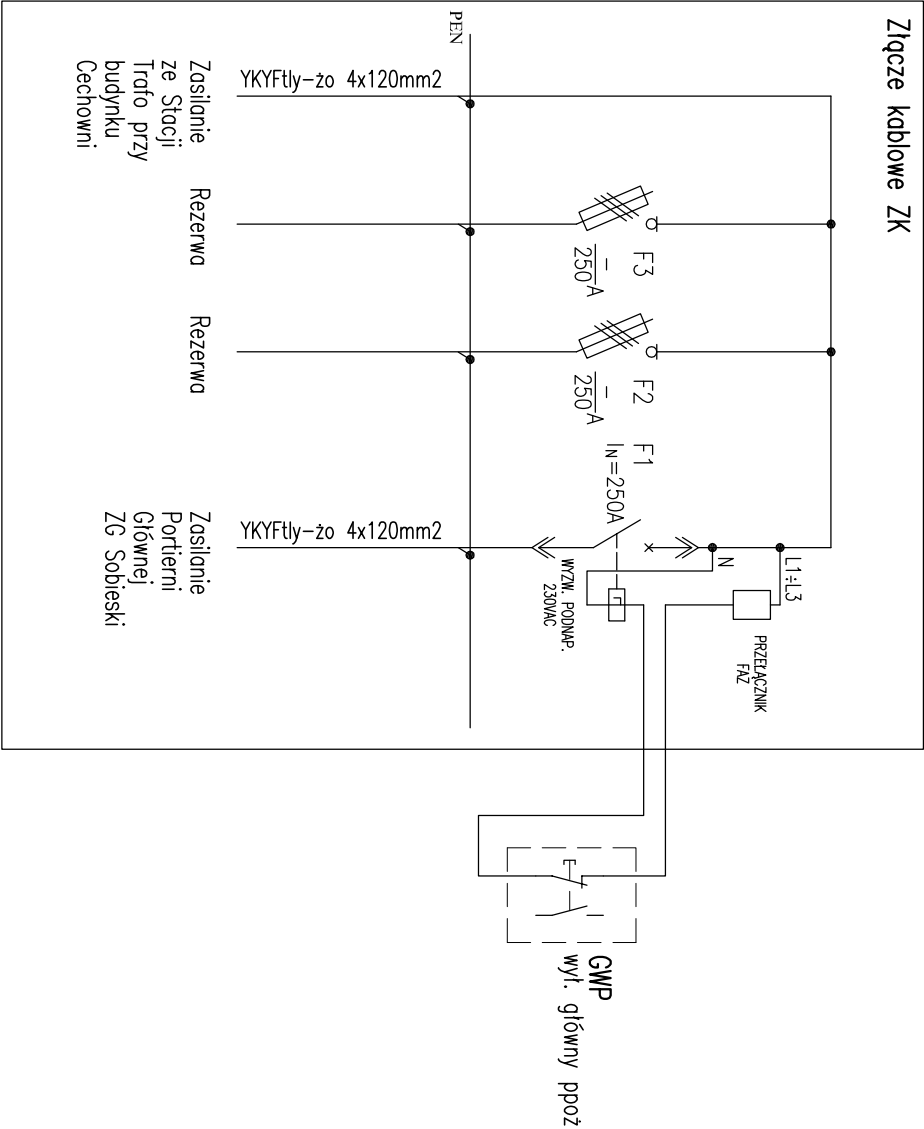 Złącze kablowe ZK
PEN
YKYFtly-żo 4x120mm2
Zasilanie
ze Stacji
Trafo przy
budynku
Cechowni
F3
–
250A
Rezerwa
F2
–
250A
Rezerwa
F1
IN=250A
YKYFtly-żo 4x120mm2
Zasilanie
Portierni
Głównej
ZG Sobieski
N
L1÷L3
WYZW. PODNAP.
230VAC
PRZEŁĄCZNIK
FAZ
GWP
wył. główny ppoż